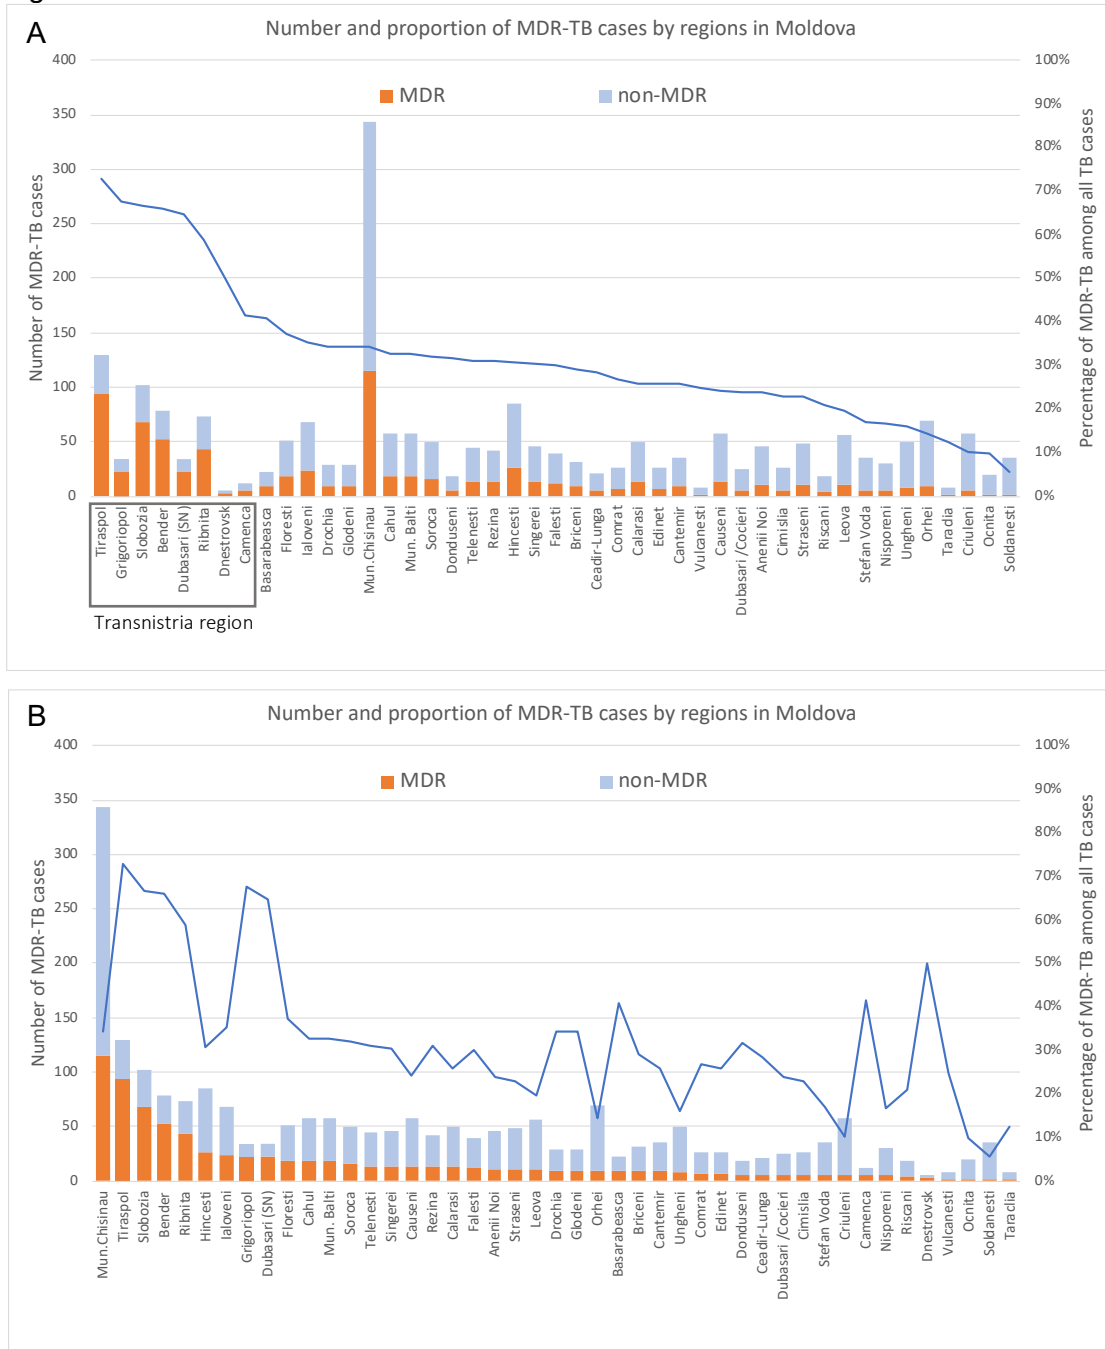 A
Number and proportion of MDR-TB cases by regions in Moldova
400
350
300
250
200
150
100
50
0
Number of MDR-TB cases
MDR
non-MDR
100%
90%
80%
70%
60%
50%
40%
30%
20%
10%
0%
Percentage of MDR-TB among all TB cases
Tiraspol
Grigoriopol
Slobozia
Bender
Dubasari (SN)
Ribnita
Dnestrovsk
Camenca
Basarabeasca
Floresti
Ialoveni
Drochia
Glodeni
Mun.Chisinau
Cahul
Mun. Balti
Soroca
Donduseni
Telenesti
Rezina
Hincesti
Singerei
Falesti
Briceni
Ceadir-Lunga
Comrat
Calarasi
Edinet
Cantemir
Vulcanesti
Causeni
Dubasari /Cocieri
Anenii Noi
Cimislia
Straseni
Riscani
Leova
Stefan Voda
Nisporeni
Ungheni
Orhei
Taradia
Criuleni
Ocnita
Soldanesti
Transnistria region
B
Number and proportion of MDR-TB cases by regions in Moldova
400
350
300
250
200
150
100
50
0
Number of MDR-TB cases
MDR
non-MDR
100%
90%
80%
70%
60%
50%
40%
30%
20%
10%
0%
Percentage of MDR-TB among all TB cases
Mun.Chisinau
Tiraspol
Slobozia
Bender
Ribnita
Hincesti
Ialoveni
Grigoriopol
Dubasari (SN)
Floresti
Cahul
Mun. Balti
Soroca
Telenesti
Singerei
Causeni
Rezina
Calarasi
Falesti
Anenii Noi
Straseni
Leova
Drochia
Glodeni
Orhei
Basarabeasca
Briceni
Cantemir
Ungheni
Comrat
Edinet
Donduseni
Ceadir-Lunga
Dubasari /Cocieri
Cimislia
Stefan Voda
Criuleni
Camenca
Nisporeni
Riscani
Dnestrovsk
Vulcanesti
Ocnita
Soldanesti
Taraclia